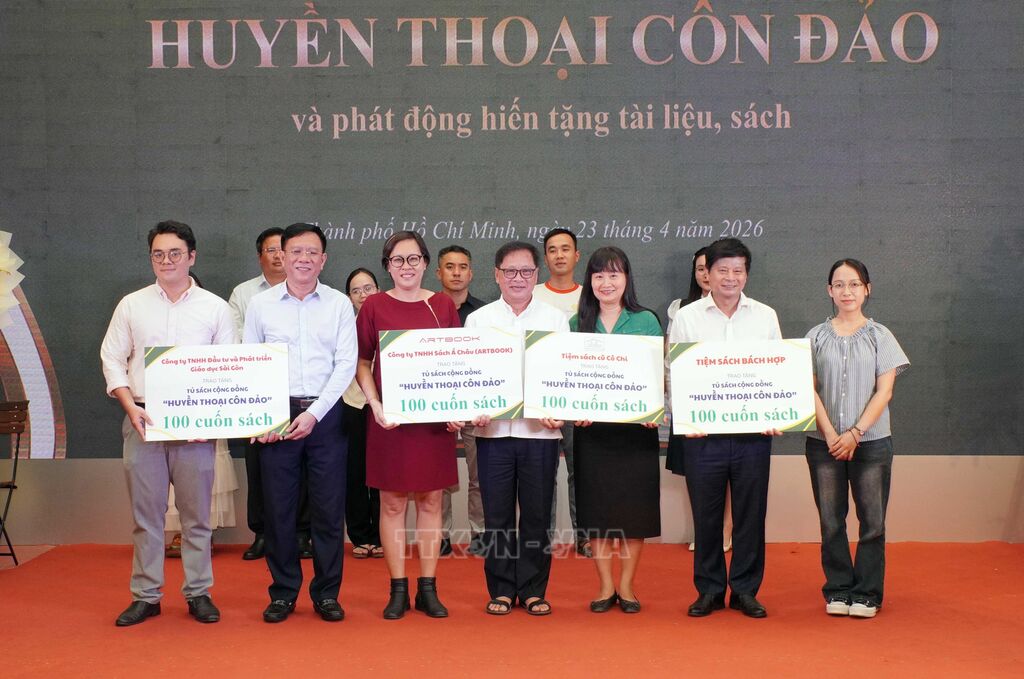 HUYỀN THOẠI CÔN ĐẢO
và phát động hiến tặng tài liệu, sách
Thành phố Hồ Chí Minh, ngày 23 tháng 4 năm 2026
Công ty TNHH Đầu tư và Phát triển
Giáo dục Sài Gòn
TRAO TẶNG
TỦ SÁCH CỘNG ĐỒNG
“HUYỀN THOẠI CÔN ĐẢO”
100 cuốn sách
ARTBOOK
Công ty TNHH Sách Á Châu (ARTBOOK)
TRAO TẶNG
TỦ SÁCH CỘNG ĐỒNG
“HUYỀN THOẠI CÔN ĐẢO”
100 cuốn sách
Tiệm sách cô Cô Chi
TRAO TẶNG
TỦ SÁCH CỘNG ĐỒNG
“HUYỀN THOẠI CÔN ĐẢO”
100 cuốn sách
TIỆM SÁCH BÁCH HỢP
TRAO TẶNG
TỦ SÁCH CỘNG ĐỒNG
“HUYỀN THOẠI CÔN ĐẢO”
100 cuốn sách
TTXVN - VNA